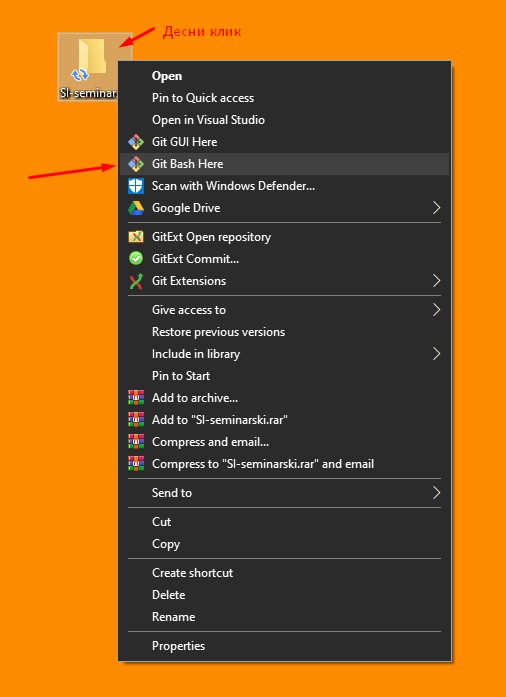 Десни клик
SI-seminar
Open
Pin to Quick access
Open in Visual Studio
Git GUI Here
Git Bash Here
Scan with Windows Defender...
Google Drive
GitExt Open repository
GitExt Commit...
Git Extensions
Give access to
Restore previous versions
Include in library
Pin to Start
Add to archive...
Add to "SI-seminarski.rar"
Compress and email...
Compress to "SI-seminarski.rar" and email
Send to
Cut
Copy
Create shortcut
Delete
Rename
Properties